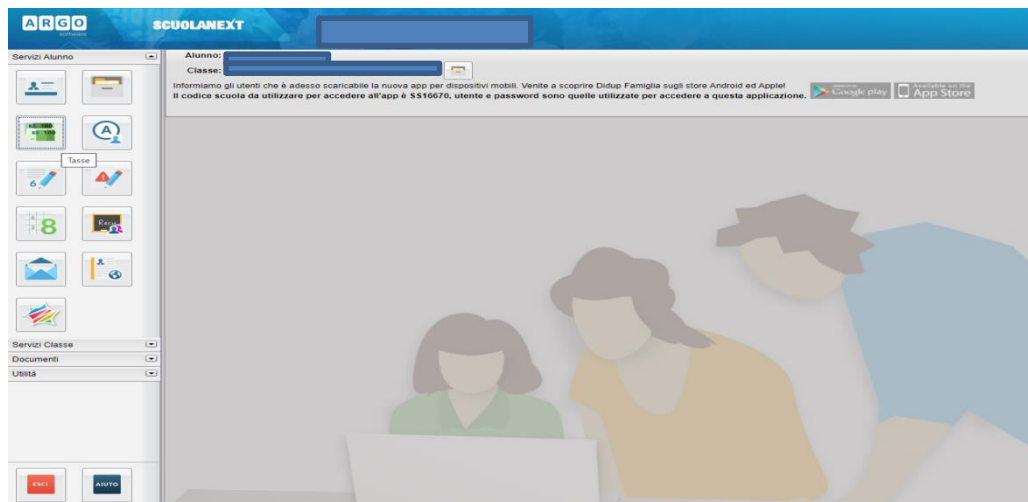 ARGO
software
SCUOLANEXT
Servizi Alunno
Alunno:
Classe:
Informiamo gli utenti che è adesso scaricabile la nuova app per dispositivi mobili. Venite a scoprire Didup Famiglia sugli store Android ed Apple!
Il codice scuola da utilizzare per accedere all'app è SS16670, utente e password sono quelle utilizzate per accedere a questa applicazione.
Google play
Available on the
App Store
A
Tasse
6
8
Servizi Classe
Documenti
Utilità
ESCI
AIUTO